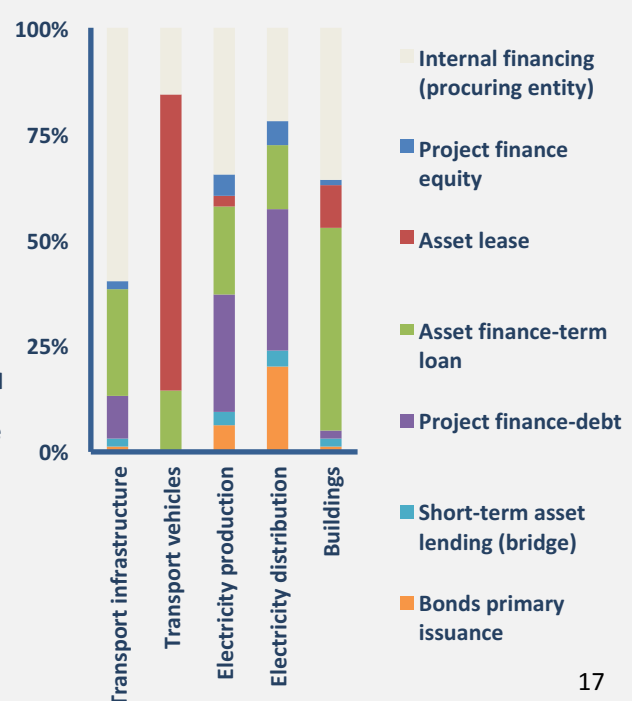 100%
75%
50%
25%
0%
Transport infrastructure
Transport vehicles
Electricity production
Electricity distribution
Buildings
Internal financing
(procuring entity)
Project finance
equity
Asset lease
Asset finance-term
loan
Project finance-debt
Short-term asset
lending (bridge)
Bonds primary
issuance
17